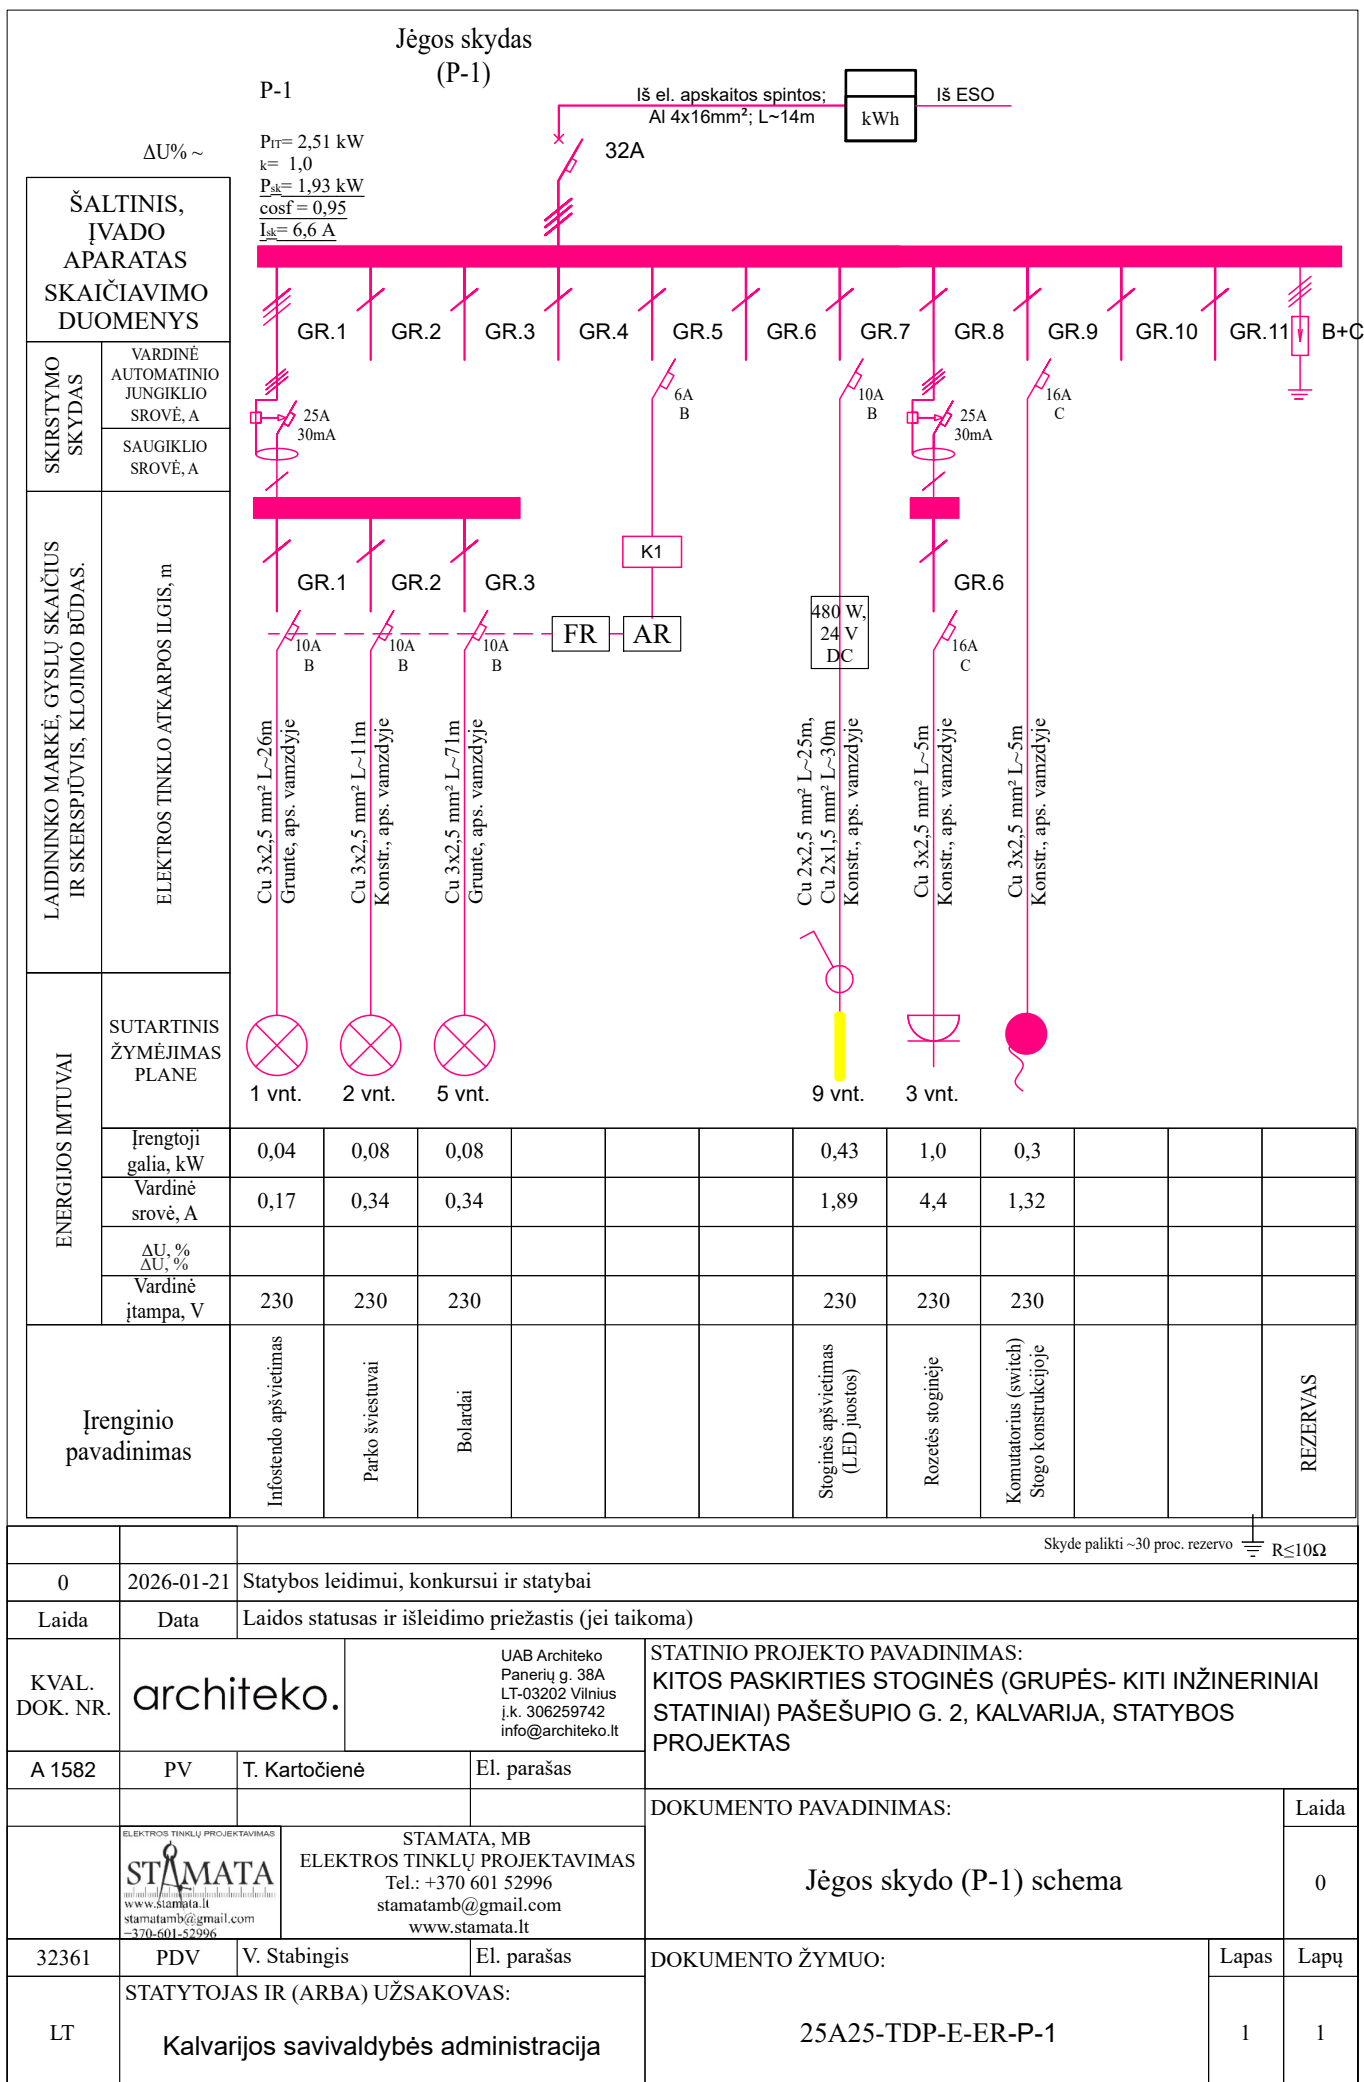 Jėgos skydas
(P-1)
P-1
Iš el. apskaitos spintos;
Al 4x16mm²; L~14m
kWh
Iš ESO
32A
ΔU% ~
PIT= 2,51 kW
k= 1,0
Psk= 1,93 kW
cosf = 0,95
Isk= 6,6 A
ŠALTINIS,
ĮVADO
APARATAS
SKAIČIAVIMO
DUOMENYS
GR.1 GR.2 GR.3 GR.4 GR.5 GR.6 GR.7 GR.8 GR.9 GR.10 GR.11 B+C
SKIRSTYMO
SKYDAS
VARDINĖ
AUTOMATINIO
JUNGIKLIO
SROVĖ, A
SAUGIKLIO
SROVĖ, A
25A
30mA
6A
B
10A
B
25A
30mA
16A
C
LAIDININKO MARKĖ, GYSLŲ SKAIČIUS
IR SKERSPJŪVIS, KLOJIMO BŪDAS.
ELEKTROS TINKLO ATKARPOS ILGIS, m
K1
GR.1 GR.2 GR.3 GR.6
10A
B
10A
B
10A
B
FR
AR
480 W,
24 V
DC
16A
C
Cu 3x2,5 mm² L~26m
Grunte, aps. vamzdyje
Cu 3x2,5 mm² L~11m
Konstr., aps. vamzdyje
Cu 3x2,5 mm² L~71m
Grunte, aps. vamzdyje
Cu 2x2,5 mm² L~25m,
Cu 2x1,5 mm² L~30m
Konstr., aps. vamzdyje
Cu 3x2,5 mm² L~5m
Konstr., aps. vamzdyje
Cu 3x2,5 mm² L~5m
Konstr., aps. vamzdyje
ENERGIJOS IMTUVAI
SUTARTINIS
ŽYMĖJIMAS
PLANE
1 vnt. 2 vnt. 5 vnt. 9 vnt. 3 vnt.
Įrengtoji
galia, kW
0,04 0,08 0,08 0,43 1,0 0,3
Vardinė
srovė, A
0,17 0,34 0,34 1,89 4,4 1,32
ΔU, %
ΔU, %
Vardinė
įtampa, V
230 230 230 230 230 230
Įrenginio
pavadinimas
Infostendo apšvietimas
Parko šviestuvai
Bolardai
Stoginės apšvietimas
(LED juostos)
Rozetės stoginėje
Komutatorius (switch)
Stogo konstrukcijoje
REZERVAS
Skyde palikti ~30 proc. rezervo
R≤10Ω
0 2026-01-21 Statybos leidimui, konkursui ir statybai
Laida Data Laidos statusas ir išleidimo priežastis (jei taikoma)
KVAL.
DOK. NR.
architeko.
UAB Architeko
Panerių g. 38A
LT-03202 Vilnius
į.k. 306259742
info@architeko.lt
STATINIO PROJEKTO PAVADINIMAS:
KITOS PASKIRTIES STOGINĖS (GRUPĖS- KITI INŽINERINIAI
STATINIAI) PAŠEŠUPIO G. 2, KALVARIJA, STATYBOS
PROJEKTAS
A 1582 PV T. Kartočienė El. parašas
DOKUMENTO PAVADINIMAS:
Laida
ELEKTROS TINKLŲ PROJEKTAVIMAS
STAMATA
www.stamata.lt
stamatamb@gmail.com
+370-601-52996
STAMATA, MB
ELEKTROS TINKLŲ PROJEKTAVIMAS
Tel.: +370 601 52996
stamatamb@gmail.com
www.stamata.lt
Jėgos skydo (P-1) schema
0
32361 PDV V. Stabingis El. parašas
DOKUMENTO ŽYMUO:
Lapas Lapų
LT
STATYTOJAS IR (ARBA) UŽSAKOVAS:
Kalvarijos savivaldybės administracija
25A25-TDP-E-ER-P-1
1 1